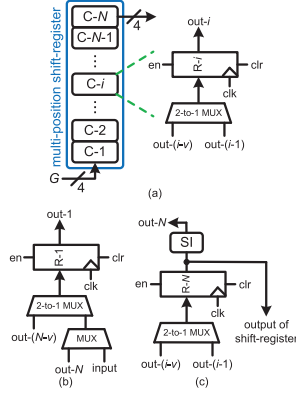 multi-position shift-register
C-N
4
C-N-1
C-i
C-2
C-1
G
4
out-i
en
R-i
clr
clk
2-to-1 MUX
out-(i-v)
out-(i-1)
(a)
out-1
en
R-1
clr
clk
2-to-1 MUX
out-(N-v)
MUX
out-N
input
(b)
out-N
SI
en
R-N
clr
clk
2-to-1 MUX
out-(i-v)
out-(i-1)
output of
shift-register
(c)